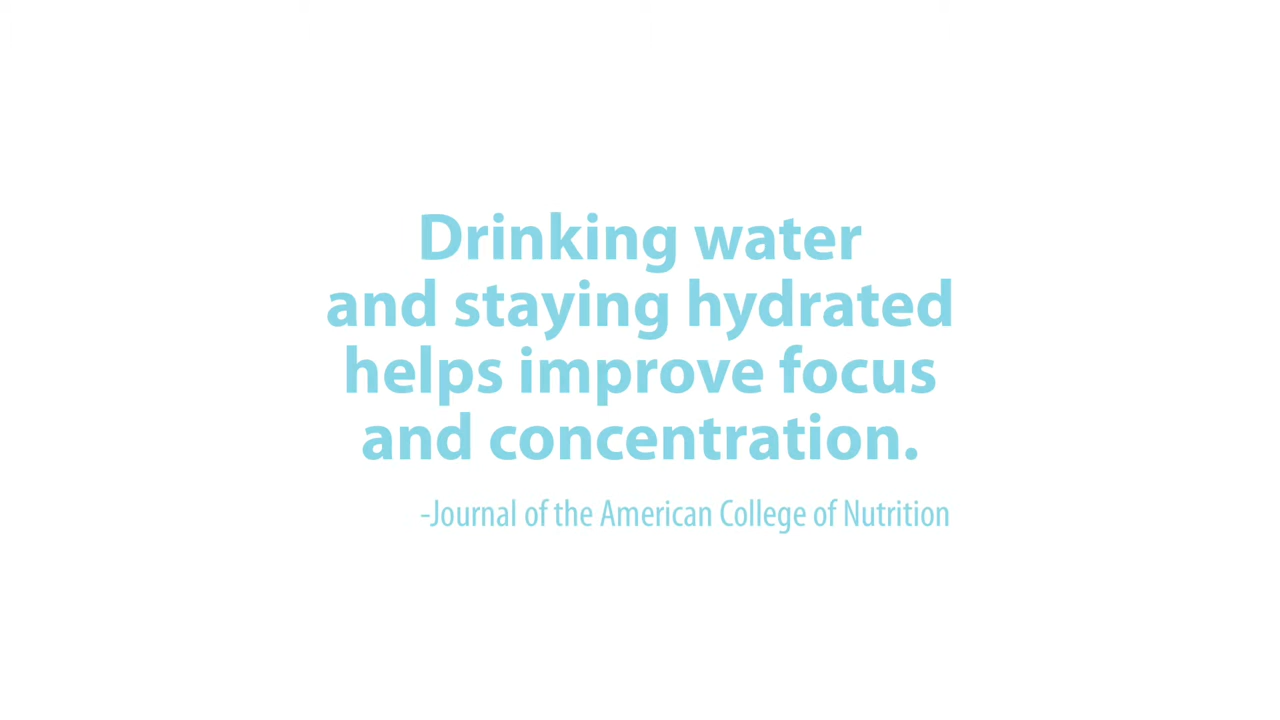 Drinking water
and staying hydrated
helps improve focus
and concentration.
-Journal of the American College of Nutrition